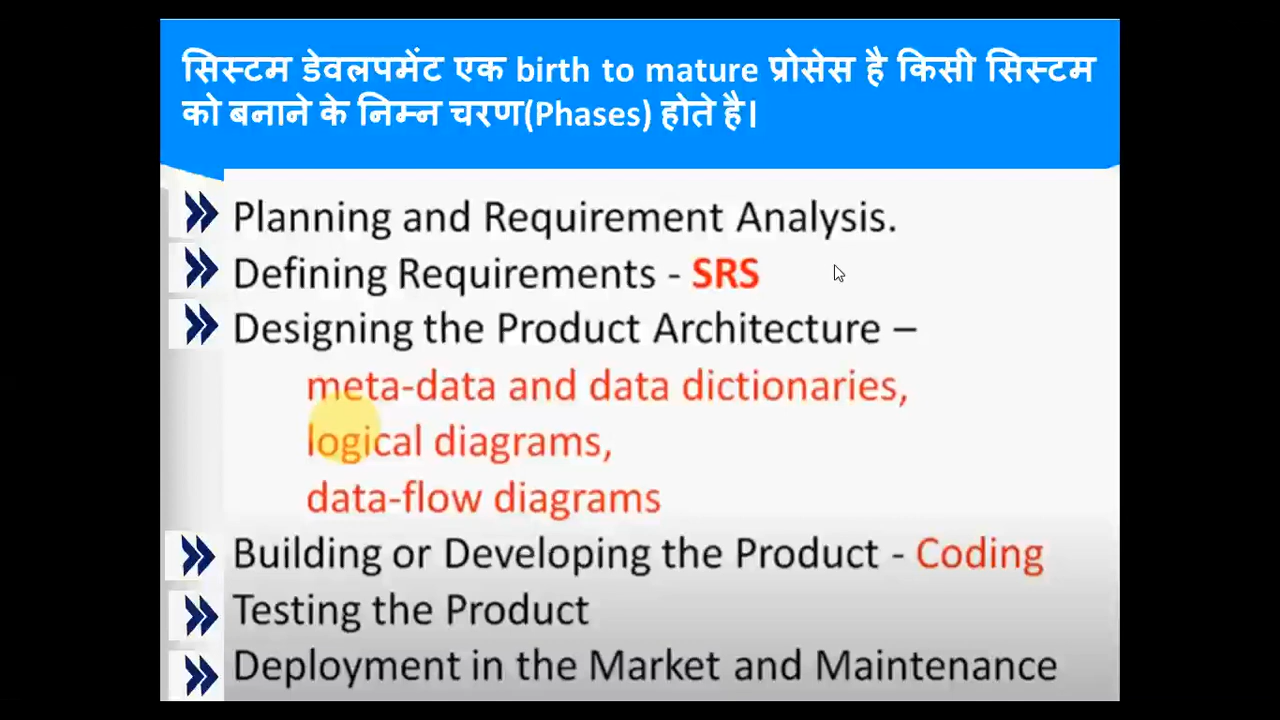 सिस्टम डेवलपमेंट एक birth to mature प्रोसेस है किसी सिस्टम
को बनाने के निम्न चरण(Phases) होते है।
Planning and Requirement Analysis.
Defining Requirements - SRS
Designing the Product Architecture –
meta-data and data dictionaries,
logical diagrams,
data-flow diagrams
Building or Developing the Product - Coding
Testing the Product
Deployment in the Market and Maintenance